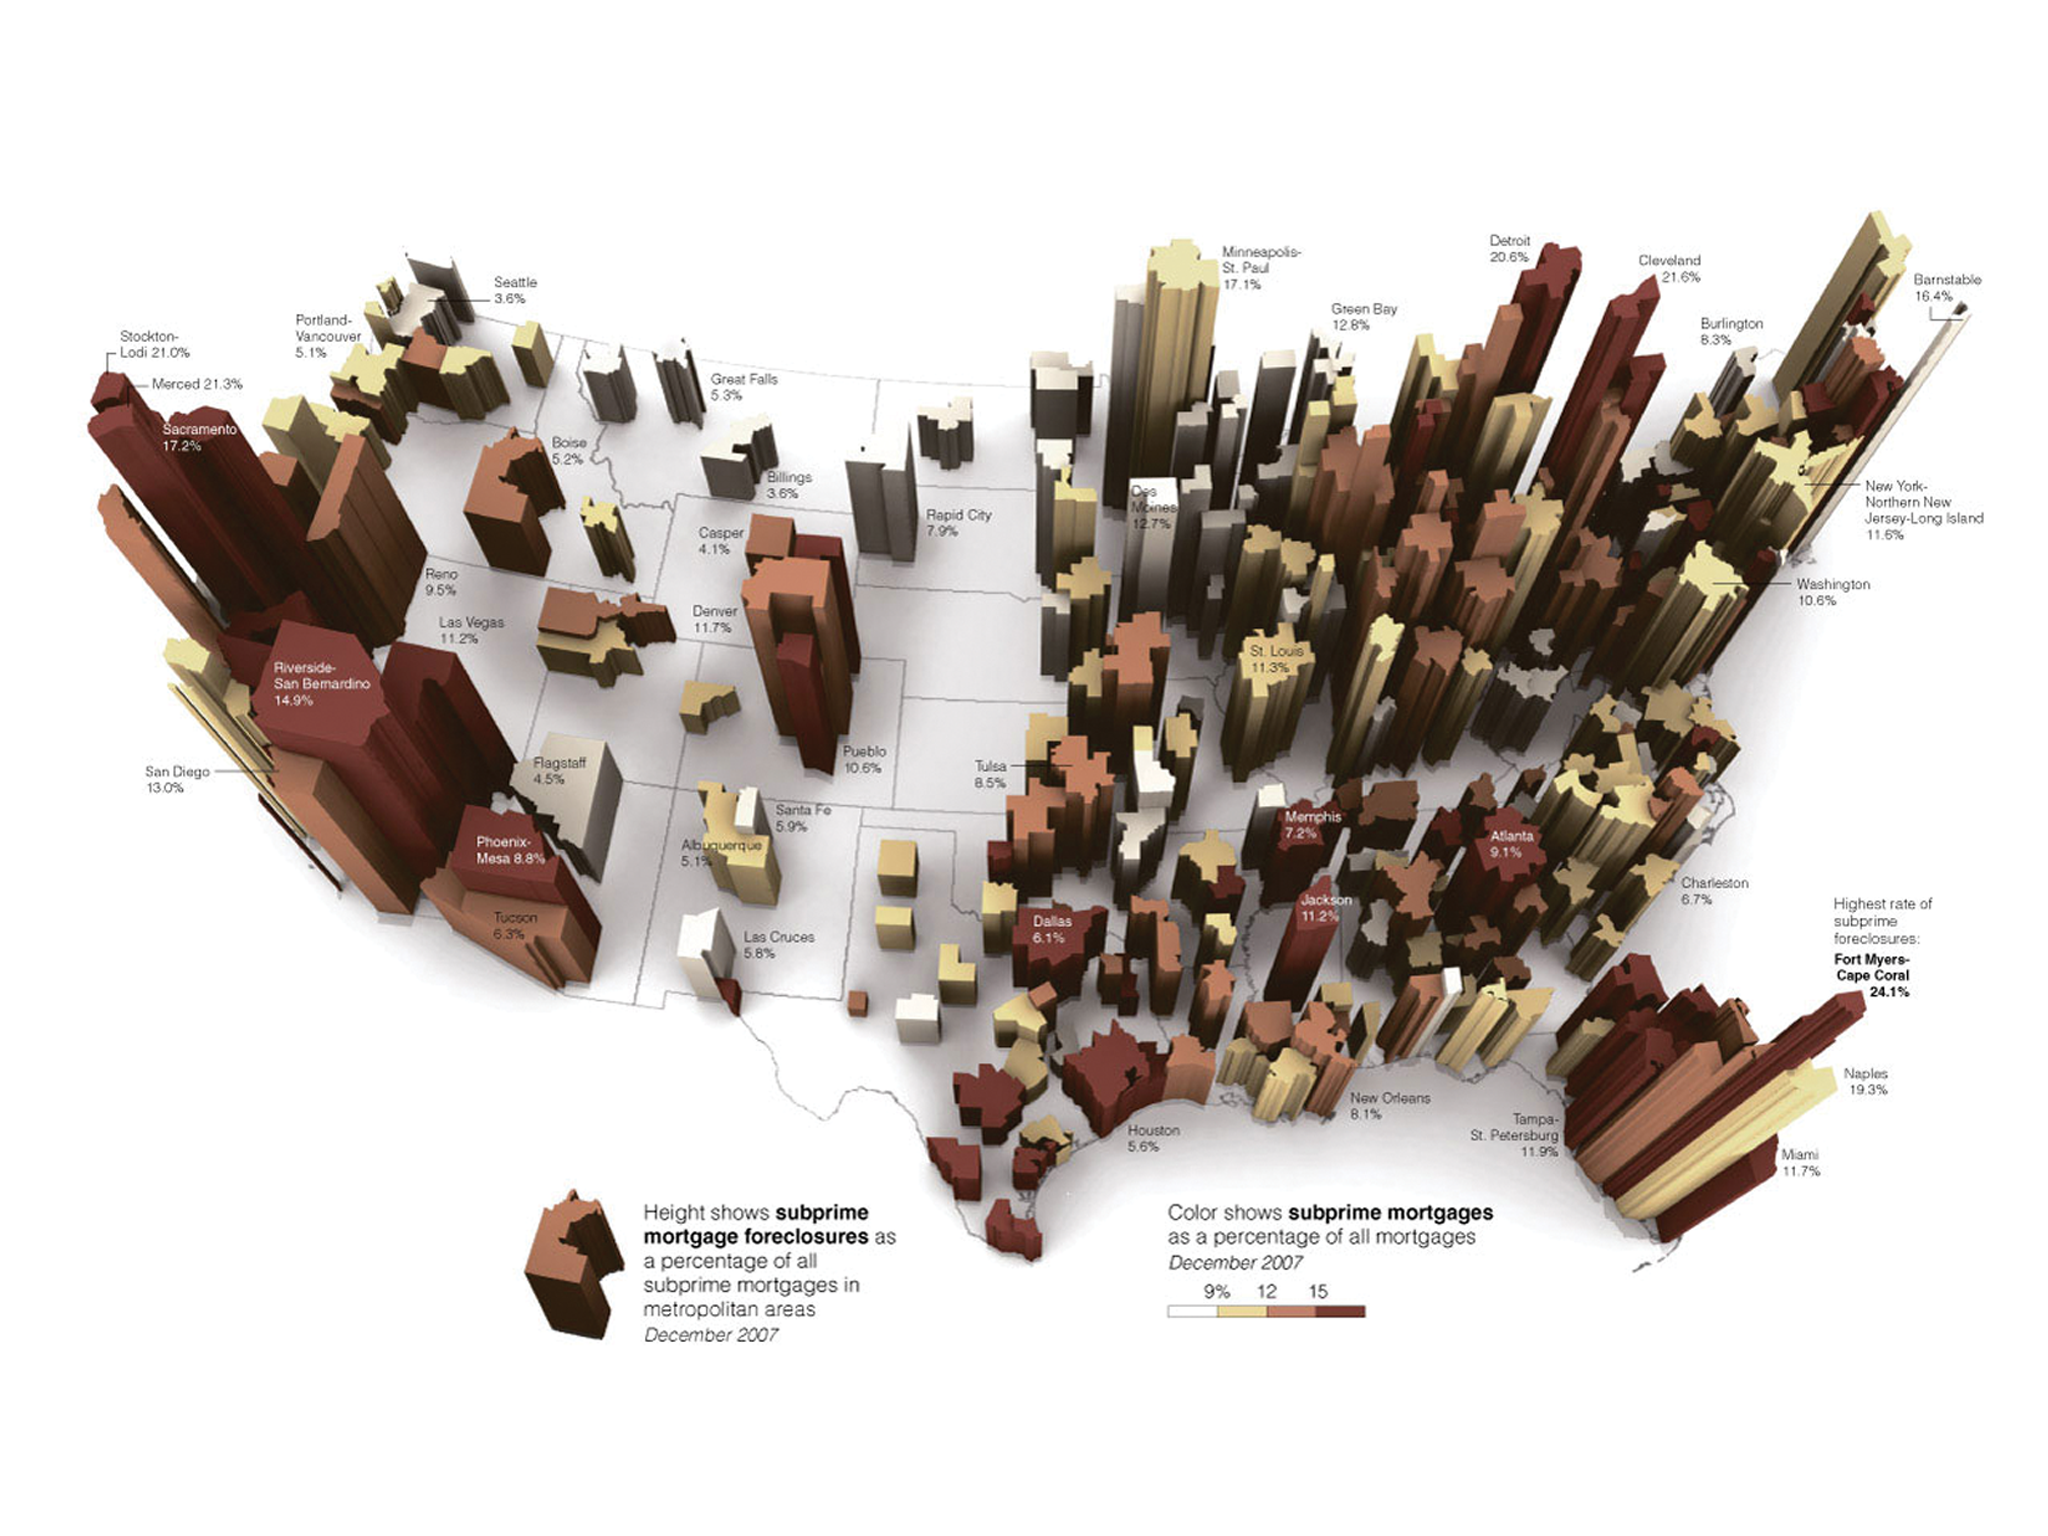 Seattle
3.6%
Portland-
Vancouver
5.1%
Stockton-
Lodi 21.0%
Merced 21.3%
Sacramento
17.2%
Great Falls
5.3%
Boise
5.2%
Billings
3.6%
Rapid City
7.9%
Casper
4.1%
Reno
9.5%
Las Vegas
11.2%
Denver
11.7%
Riverside-
San Bernardino
14.9%
San Diego
13.0%
Flagstaff
4.5%
Pueblo
10.6%
Phoenix-
Mesa 8.8%
Tucson
6.3%
Santa Fe
5.9%
Albuquerque
5.1%
Las Cruces
5.8%
Minneapolis-
St. Paul
17.1%
Green Bay
12.8%
Detroit
20.6%
Cleveland
21.6%
Burlington
8.3%
Barnstable
16.4%
Des
Moines
12.7%
New York-
Northern New
Jersey-Long Island
11.6%
Washington
10.6%
St. Louis
11.3%
Tulsa
8.5%
Memphis
7.2%
Atlanta
9.1%
Jackson
11.2%
Dallas
6.1%
Charleston
6.7%
Highest rate of
subprime
foreclosures:
Fort Myers-
Cape Coral
24.1%
Naples
19.3%
Miami
11.7%
Tampa-
St. Petersburg
11.9%
New Orleans
8.1%
Houston
5.6%
Height shows subprime
mortgage foreclosures as
a percentage of all
subprime mortgages in
metropolitan areas
December 2007
Color shows subprime mortgages
as a percentage of all mortgages
December 2007
9% 12 15